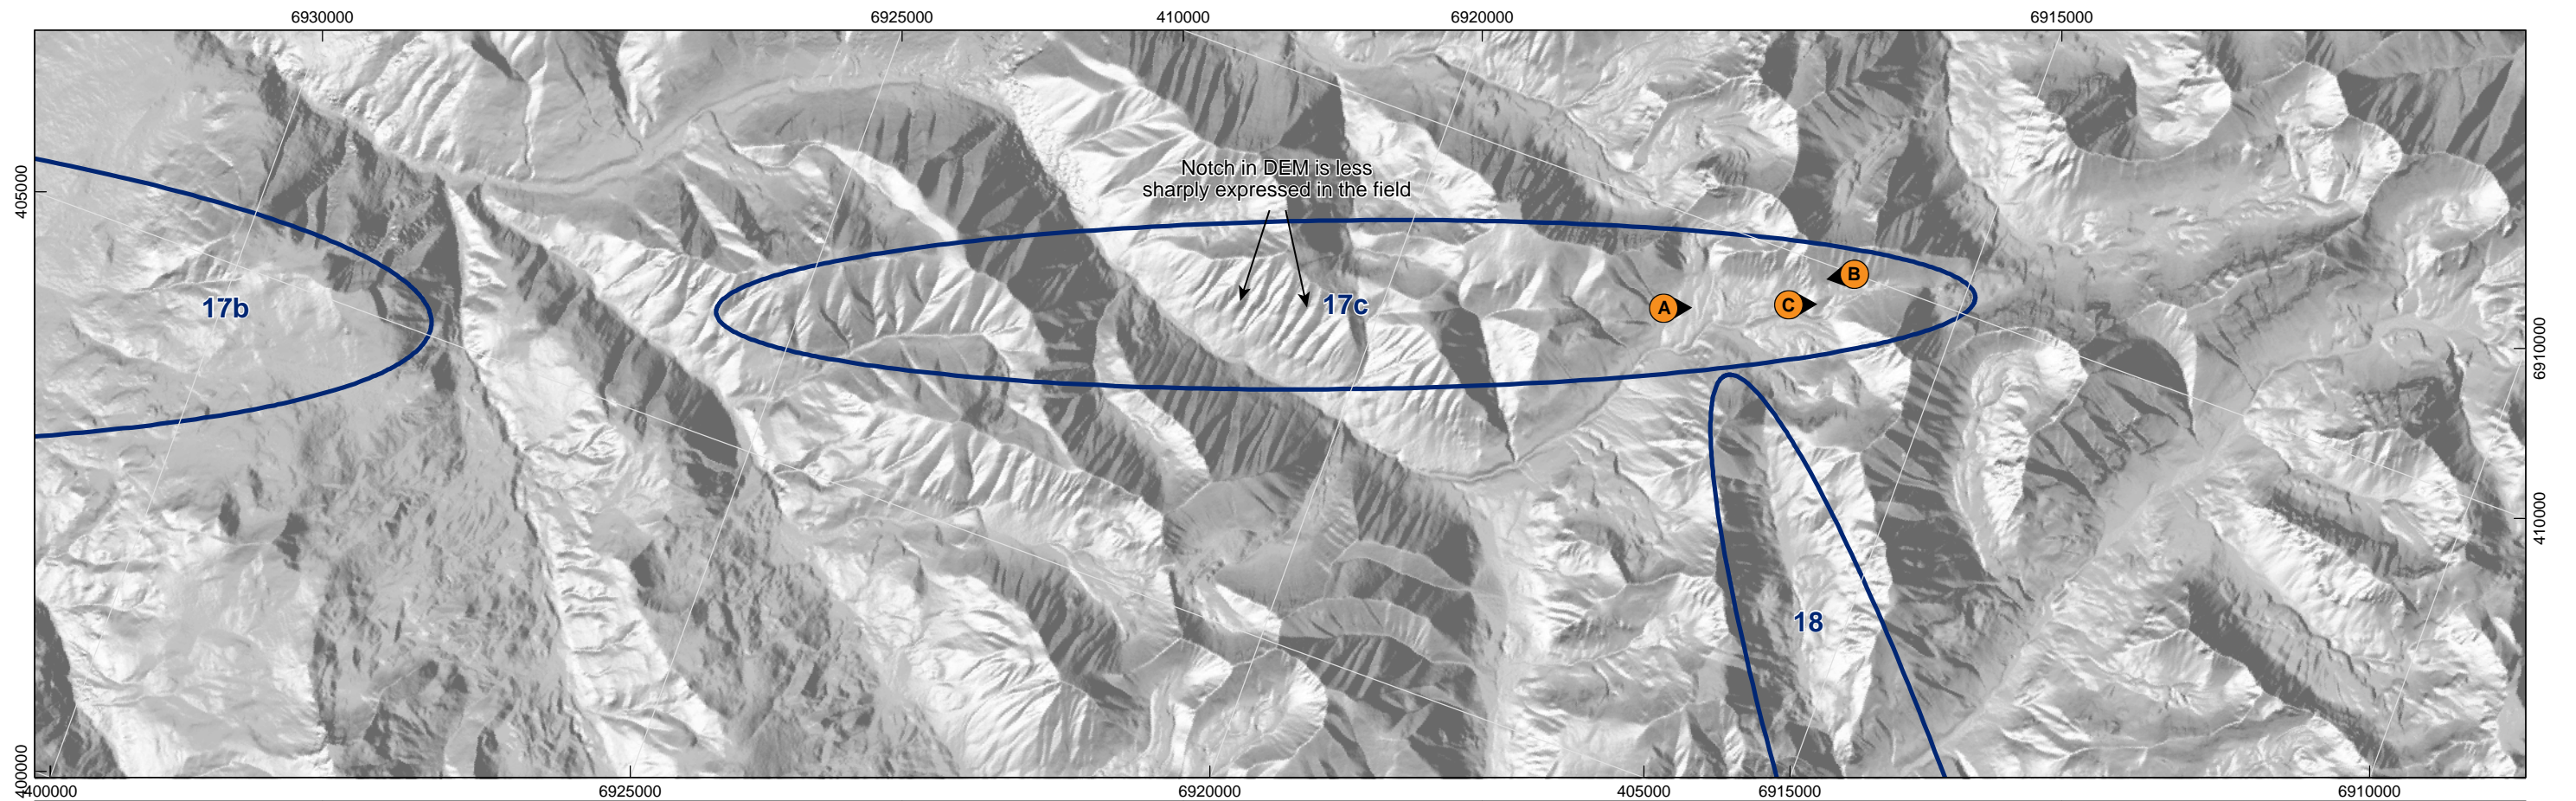 6930000 6925000 410000 6920000 6915000
405000
Notch in DEM is less
sharply expressed in the field
B
17b
17c
A
C
6910000
410000
18
400000
4400000 6925000 6920000 405000 6915000 6910000